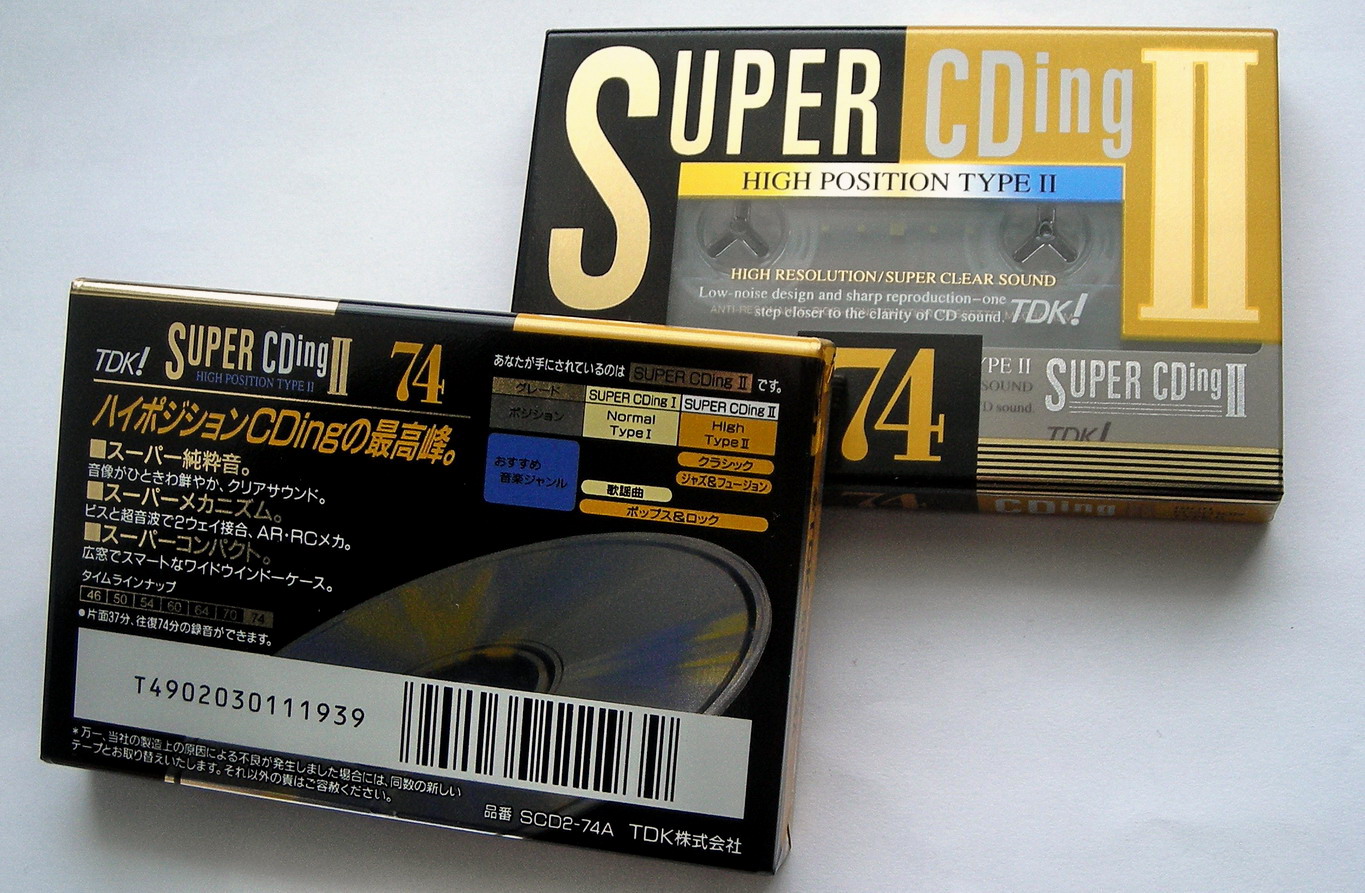 SUPER CDing II
HIGH POSITION TYPE II
HIGH RESOLUTION/SUPER CLEAR SOUND
Low-noise design and sharp reproduction–one
step closer to the clarity of CD sound. TDK!
74
YPE II
SOUND
D sound.
SUPER CDing II
TDK!
TDK! SUPER CDing II 74
HIGH POSITION TYPE II
ハイポジションCDingの最高峰。
■スーパー純粋音。
音像がひときわ鮮やか、クリアサウンド。
■スーパーメカニズム。
ビスと超音波で2ウェイ接合、AR・RCメカ。
■スーパーコンパクト。
広窓でスマートなワイドウインドーケース。
タイムラインナップ
46 50 54 60 64 70 74
●片面37分、往復74分の録音ができます。
あなたが手にされているのは SUPER CDing II です。
グレード SUPER CDing I SUPER CDing II
ポジション Normal Type I High Type II
おすすめ
音楽ジャンル
クラシック
ジャズ&フュージョン
歌謡曲
ポップス&ロック
T4902030111939
*万一、当社の製造上の原因による不良が発生しました場合には、同数の新しい
テープとお取り替えいたします。それ以外の責はご容赦ください。
品番 SCD2-74A TDK株式会社